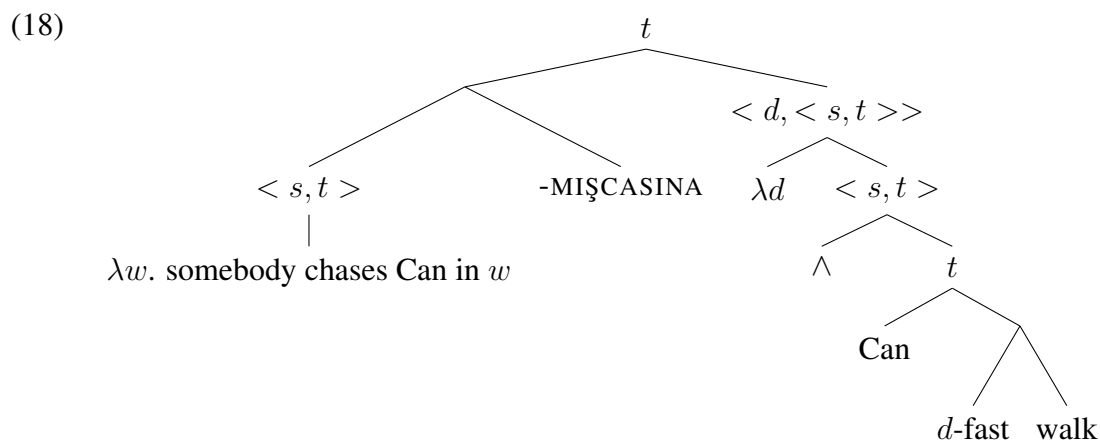 (18)
t
< d, < s, t >>
< s, t > -MIŞCASINA λd < s, t >
λw. somebody chases Can in w ∧ t
Can
d-fast walk